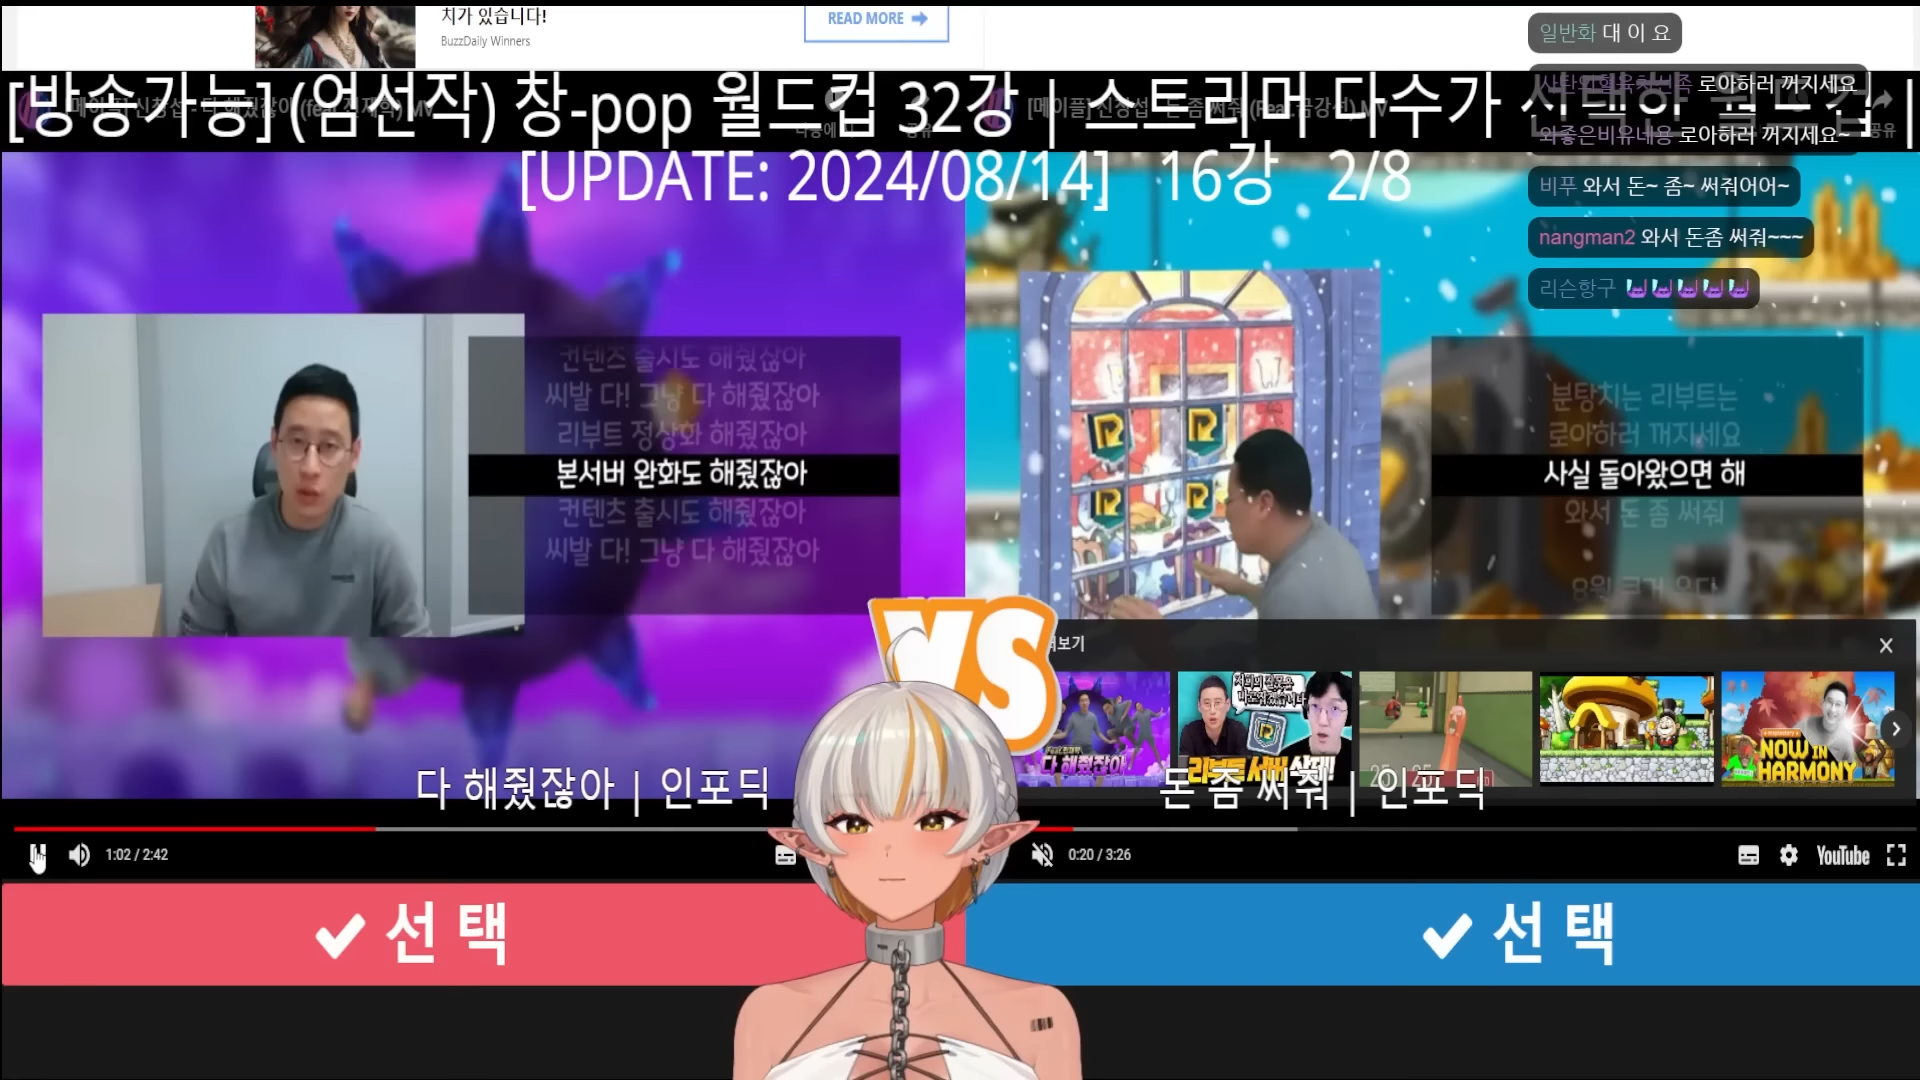 치가 있습니다!
BuzzDaily Winners
READ MORE
[방송가능] (엄선작) 창-pop 월드컵 32강 | 스트리머 다수가 선택한 월드컵 |
[UPDATE: 2024/08/14] 16강 2/8
일반화 대 이 요
로아하러 꺼지세요
외좋은비유네용 로아하러 꺼지세요~
비푸 와서 돈~ 좀~ 써줘어어~
nangman2 와서 돈좀 써줘~~~
리슨항구
공유
컨텐츠 출시도 해줬잖아
씨발 다! 그냥 다 해줬잖아
리부트 정상화 해줬잖아
본서버 완화도 해줬잖아
컨텐츠 출시도 해줬잖아
씨발 다! 그냥 다 해줬잖아
분탕치는 리부트는
로아하러 꺼지세요
사실 돌아왔으면 해
와서 돈 좀 써줘
VS
다 해줬잖아
NOW IN
HARMONY
다 해줬잖아 | 인포딕
돈 좀 써줘 | 인포딕
1:02 / 2:42
0:20 / 3:26
YouTube
선 택
선 택